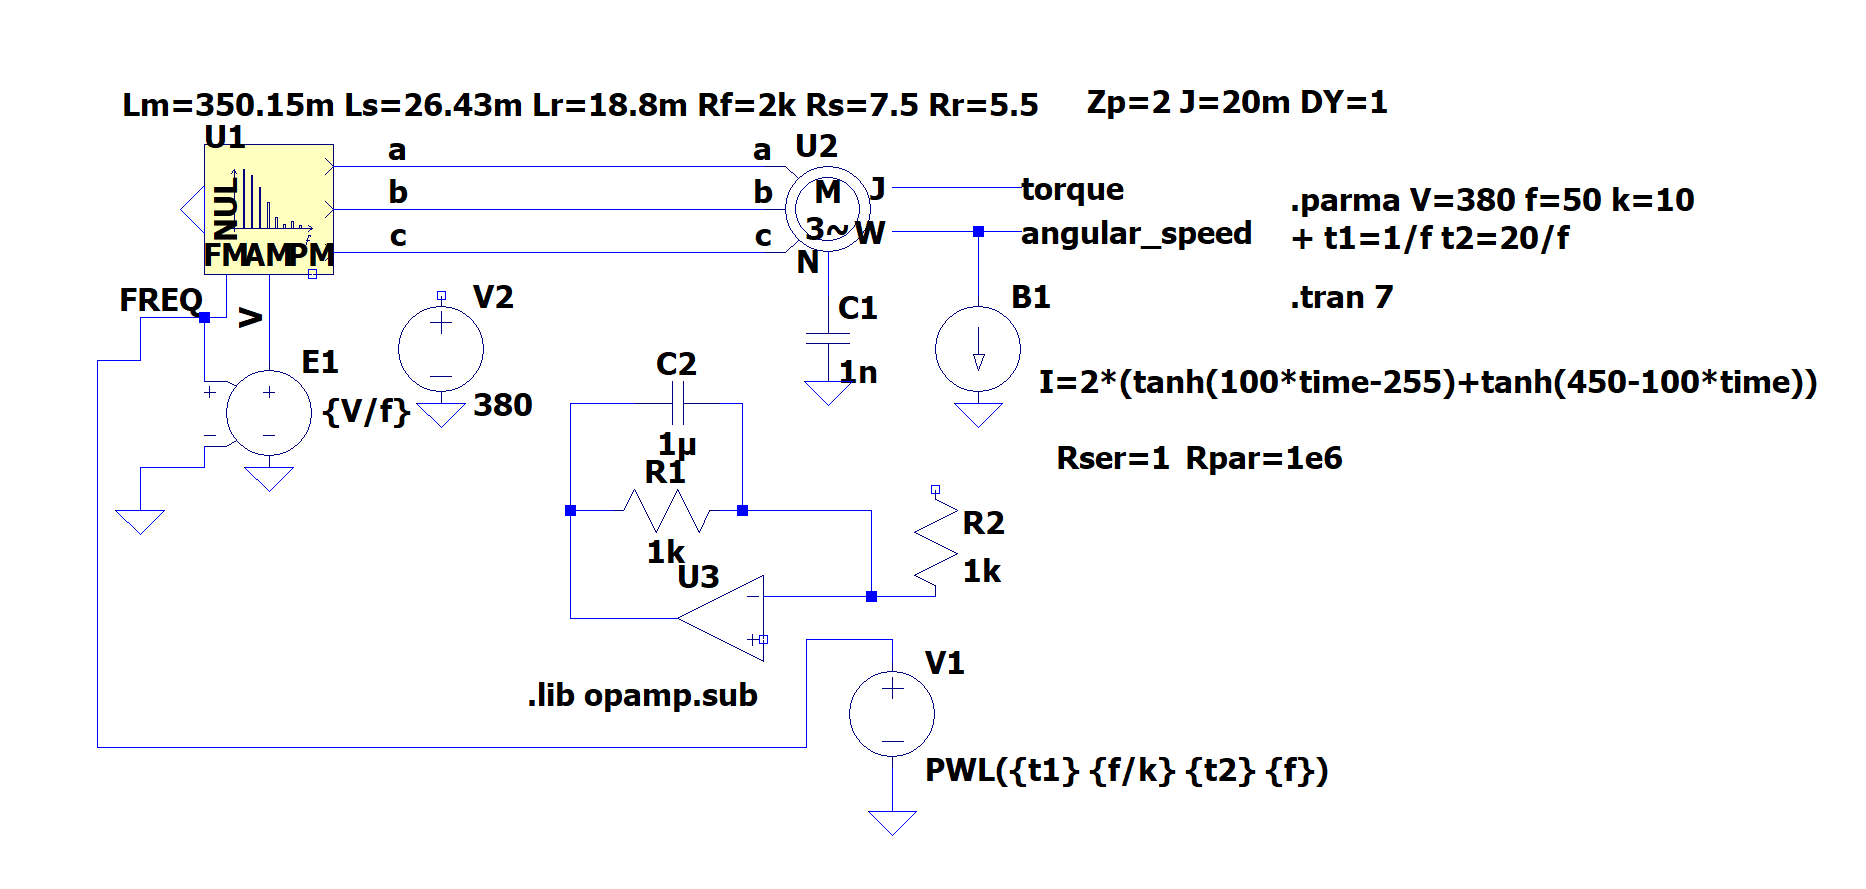 Lm=350.15m Ls=26.43m Lr=18.8m Rf=2k Rs=7.5 Rr=5.5
Zp=2 J=20m DY=1
U1
a
a
U2
b
b
M
J
torque
NUL
3~
W
angular_speed
c
c
FM
AM
PM
f
N
.parma V=380 f=50 k=10
+ t1=1/f t2=20/f
.tran 7
FREQ
V
V2
C1
B1
E1
C2
1n
{V/f}
380
I=2*(tanh(100*time-255)+tanh(450-100*time))
1µ
R1
Rser=1 Rpar=1e6
1k
R2
U3
1k
V1
.lib opamp.sub
PWL({t1} {f/k} {t2} {f})